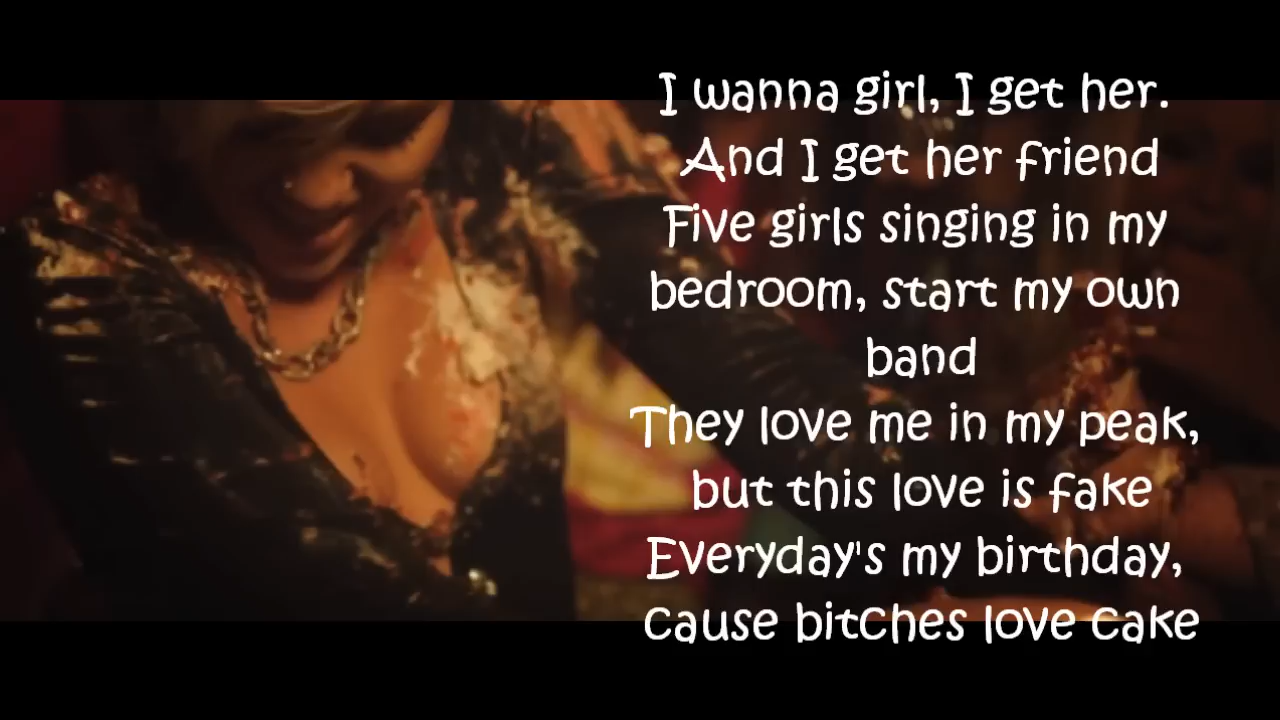 I wanna girl, I get her.
And I get her friend
Five girls singing in my
bedroom, start my own
band
They love me in my peak,
but this love is fake
Everyday's my birthday,
cause bitches love cake